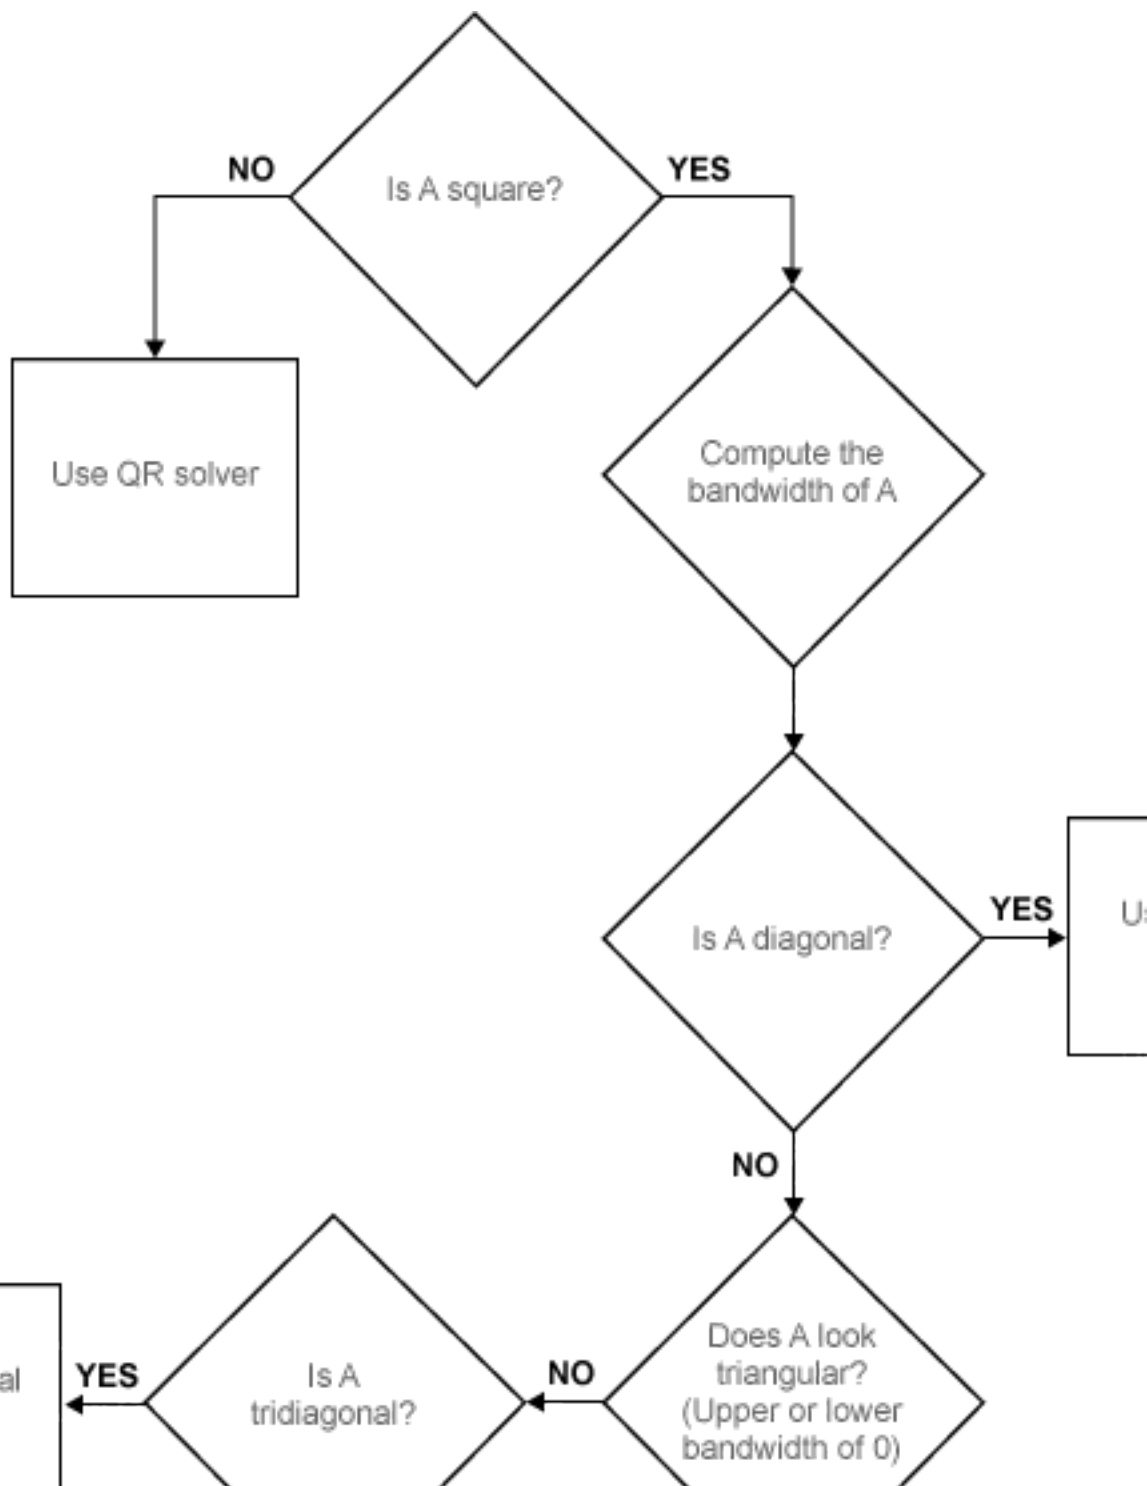 NO
YES
Is A square?
Use QR solver
Compute the
bandwidth of A
Is A diagonal?
YES
NO
Does A look
triangular?
(Upper or lower
bandwidth of 0)
NO
Is A
tridiagonal?
YES